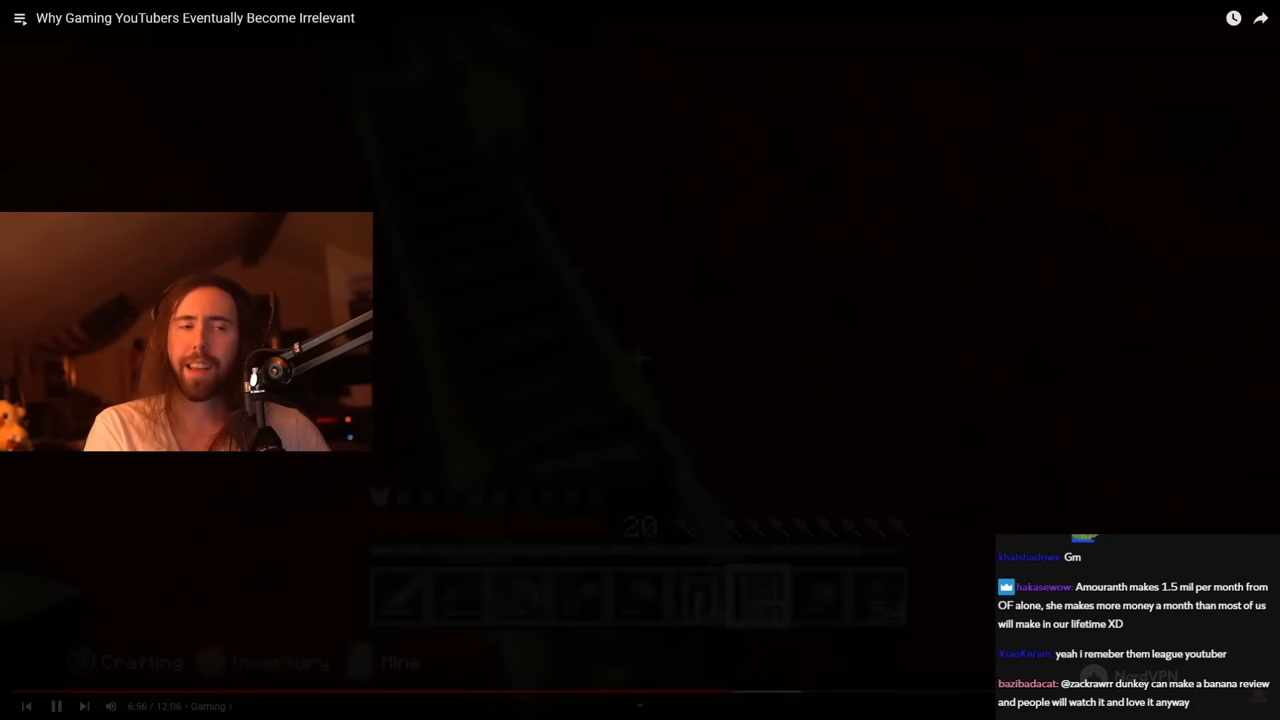 Why Gaming YouTubers Eventually Become Irrelevant
20
Crafting
Inventory
Mine
khalshadowx: Gm
hakasewow: Amouranth makes 1.5 mil per month from
OF alone, she makes more money a month than most of us
will make in our lifetime XD
XiaoKerain: yeah i remeber them league youtuber
NordVPN
bazibadacat: @zackrawrr dunkey can make a banana review
and people will watch it and love it anyway
6:56 / 12:06 • Gaming ›